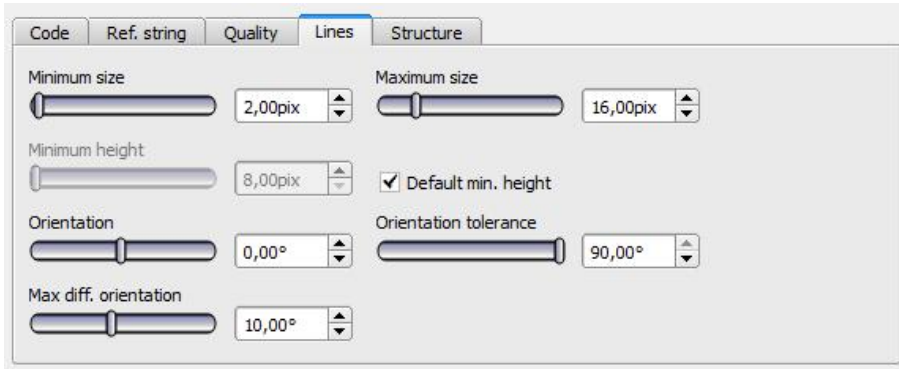 Code Ref. string Quality Lines Structure
Minimum size Maximum size
2,00pix 16,00pix
Minimum height
8,00pix Default min. height
Orientation Orientation tolerance
0,00° 90,00°
Max diff. orientation
10,00°